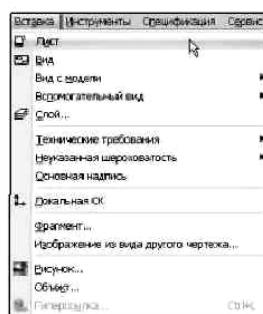 Вставка Инструменты Спецификация Сервис
Лист
Вид
Вид с модели
Вспомогательный вид
Слой...
Технические требования
Неуказанная шероховатость
Основная надпись
Локальная СК
Фрагмент...
Изображение из вида другого чертежа...
Рисунок...
Объект...
Гиперссылка... Ctrl+K